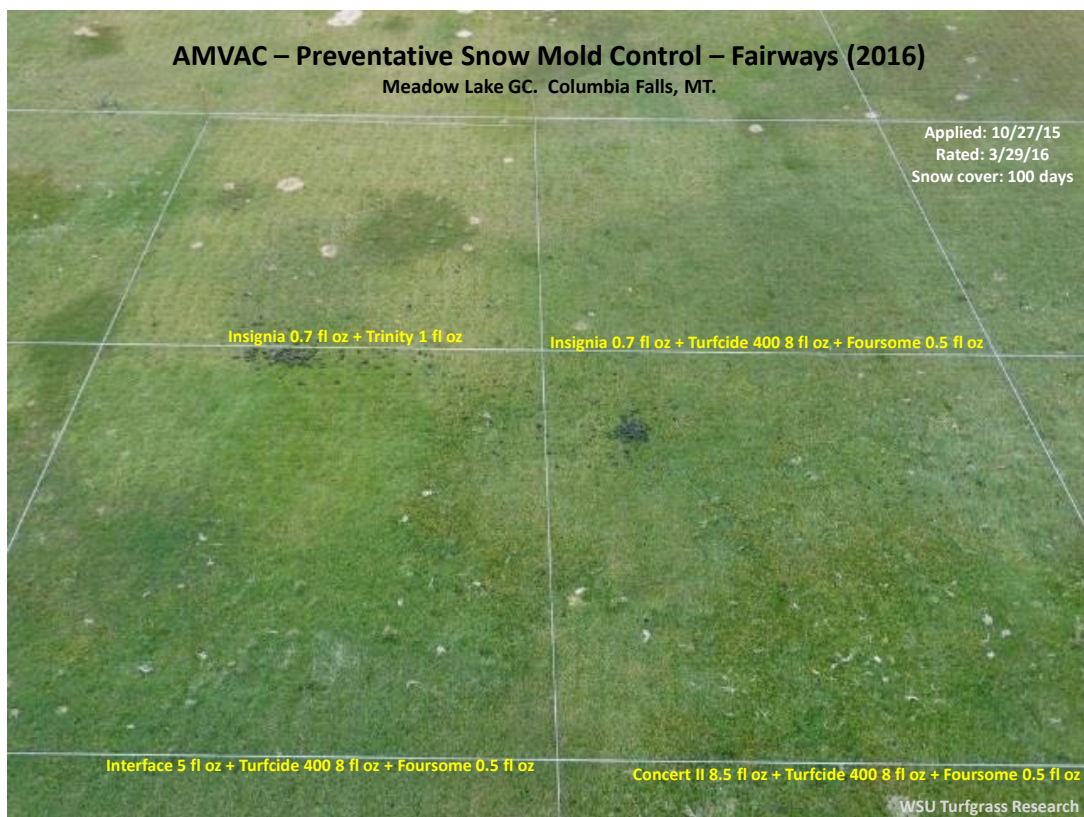 AMVAC – Preventative Snow Mold Control – Fairways (2016)
Meadow Lake GC.  Columbia Falls, MT.
Applied: 10/27/15
Rated: 3/29/16
Snow cover: 100 days
Insignia 0.7 fl oz + Trinity 1 fl oz
Insignia 0.7 fl oz + Turfcide 400 8 fl oz + Foursome 0.5 fl oz
Interface 5 fl oz + Turfcide 400 8 fl oz + Foursome 0.5 fl oz
Concert II 8.5 fl oz + Turfcide 400 8 fl oz + Foursome 0.5 fl oz
WSU Turfgrass Research